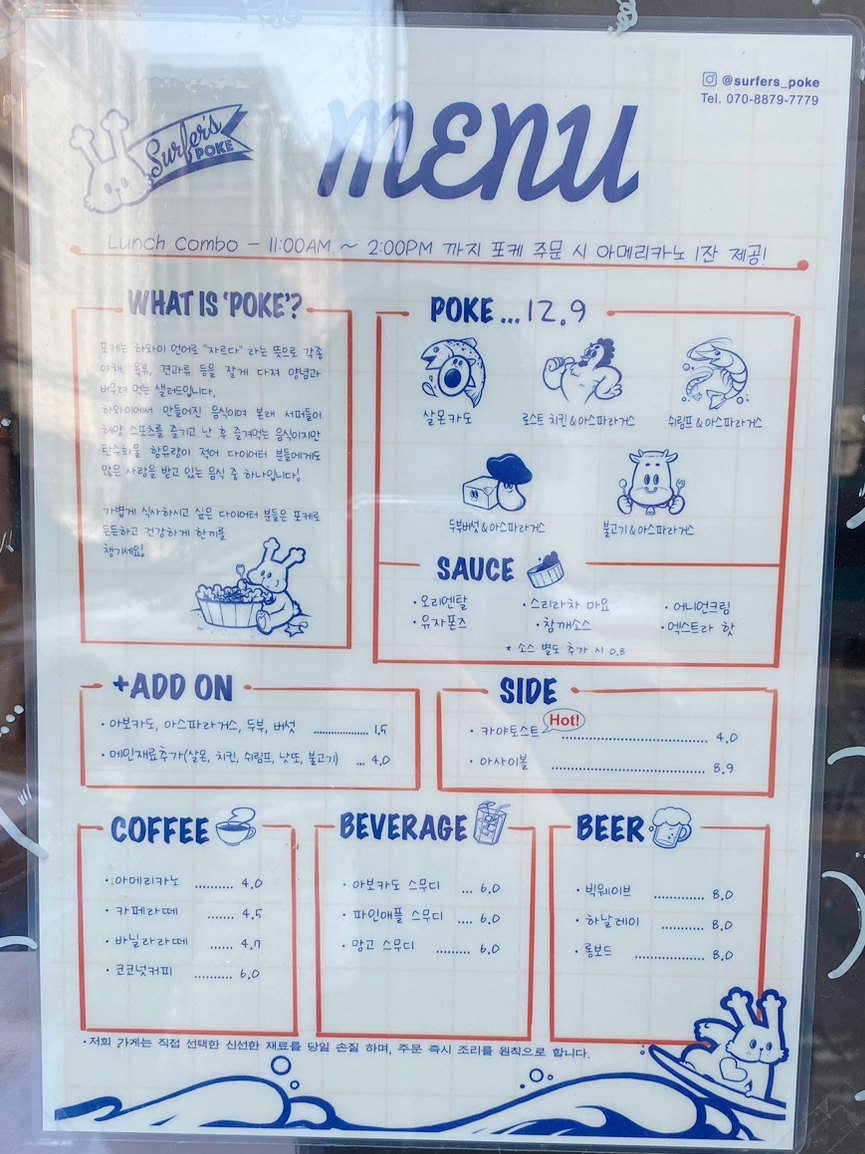 @surfers_poke
Tel. 070-8879-7779
Surfer's
POKE
MENU
Lunch Combo - 11:00AM ~ 2:00PM 까지 포케 주문 시 아메리카노 1잔 제공!
WHAT IS 'POKE'?
포케는 하와이 언어로 "자르다" 라는 뜻으로 각종
야채, 육류, 견과류 등을 잘게 다져 양념과
버무려 먹는 샐러드입니다.
하와이에서 만들어진 음식이며 본래 서퍼들이
해양 스포츠를 즐기고 난 후 즐겨먹는 음식이지만
탄수화물 함유량이 적어 다이어터 분들에게도
많은 사랑을 받고 있는 음식 중 하나입니다!
가볍게 식사하시고 싶은 다이어터 분들은 포케로
든든하고 건강하게 한끼를
챙기세요!
POKE ... 12.9
살몬카도
로스트 치킨&아스파라거스
쉬림프&아스파라거스
두부버섯&아스파라거스
불고기&아스파라거스
SAUCE
·오리엔탈 ·스리라차 마요 ·어니언크림
·유자폰즈 ·참깨소스 ·엑스트라 핫
* 소스 별도 추가 시 0.8
+ADD ON
·아보카도, 아스파라거스, 두부, 버섯 .................. 1.5
·메인재료추가(살몬, 치킨, 쉬림프, 낫또, 불고기) ... 4.0
SIDE
Hot!
·카야토스트 .................. 4.0
·아사이볼 .................. 8.9
COFFEE
·아메리카노 .......... 4.0
·카페라떼 .......... 4.5
·바닐라라떼 ...... 4.7
·코코넛커피 .......... 6.0
BEVERAGE
·아보카도 스무디 .... 6.0
·파인애플 스무디 .... 6.0
·망고 스무디 ......... 6.0
BEER
·빅웨이브 ............. 8.0
·하날레이 ............ 8.0
·롱보드 .................. 8.0
·저희 가게는 직접 선택한 신선한 재료를 당일 손질 하며, 주문 즉시 조리를 원칙으로 합니다.